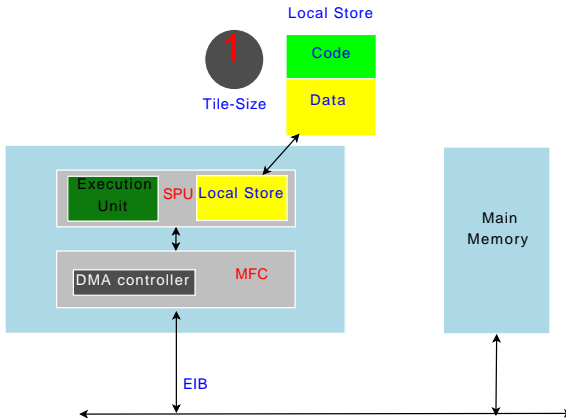 Local Store
1
Code
Tile-Size
Data
Execution
Unit
SPU
Local Store
DMA controller
MFC
Main
Memory
EIB